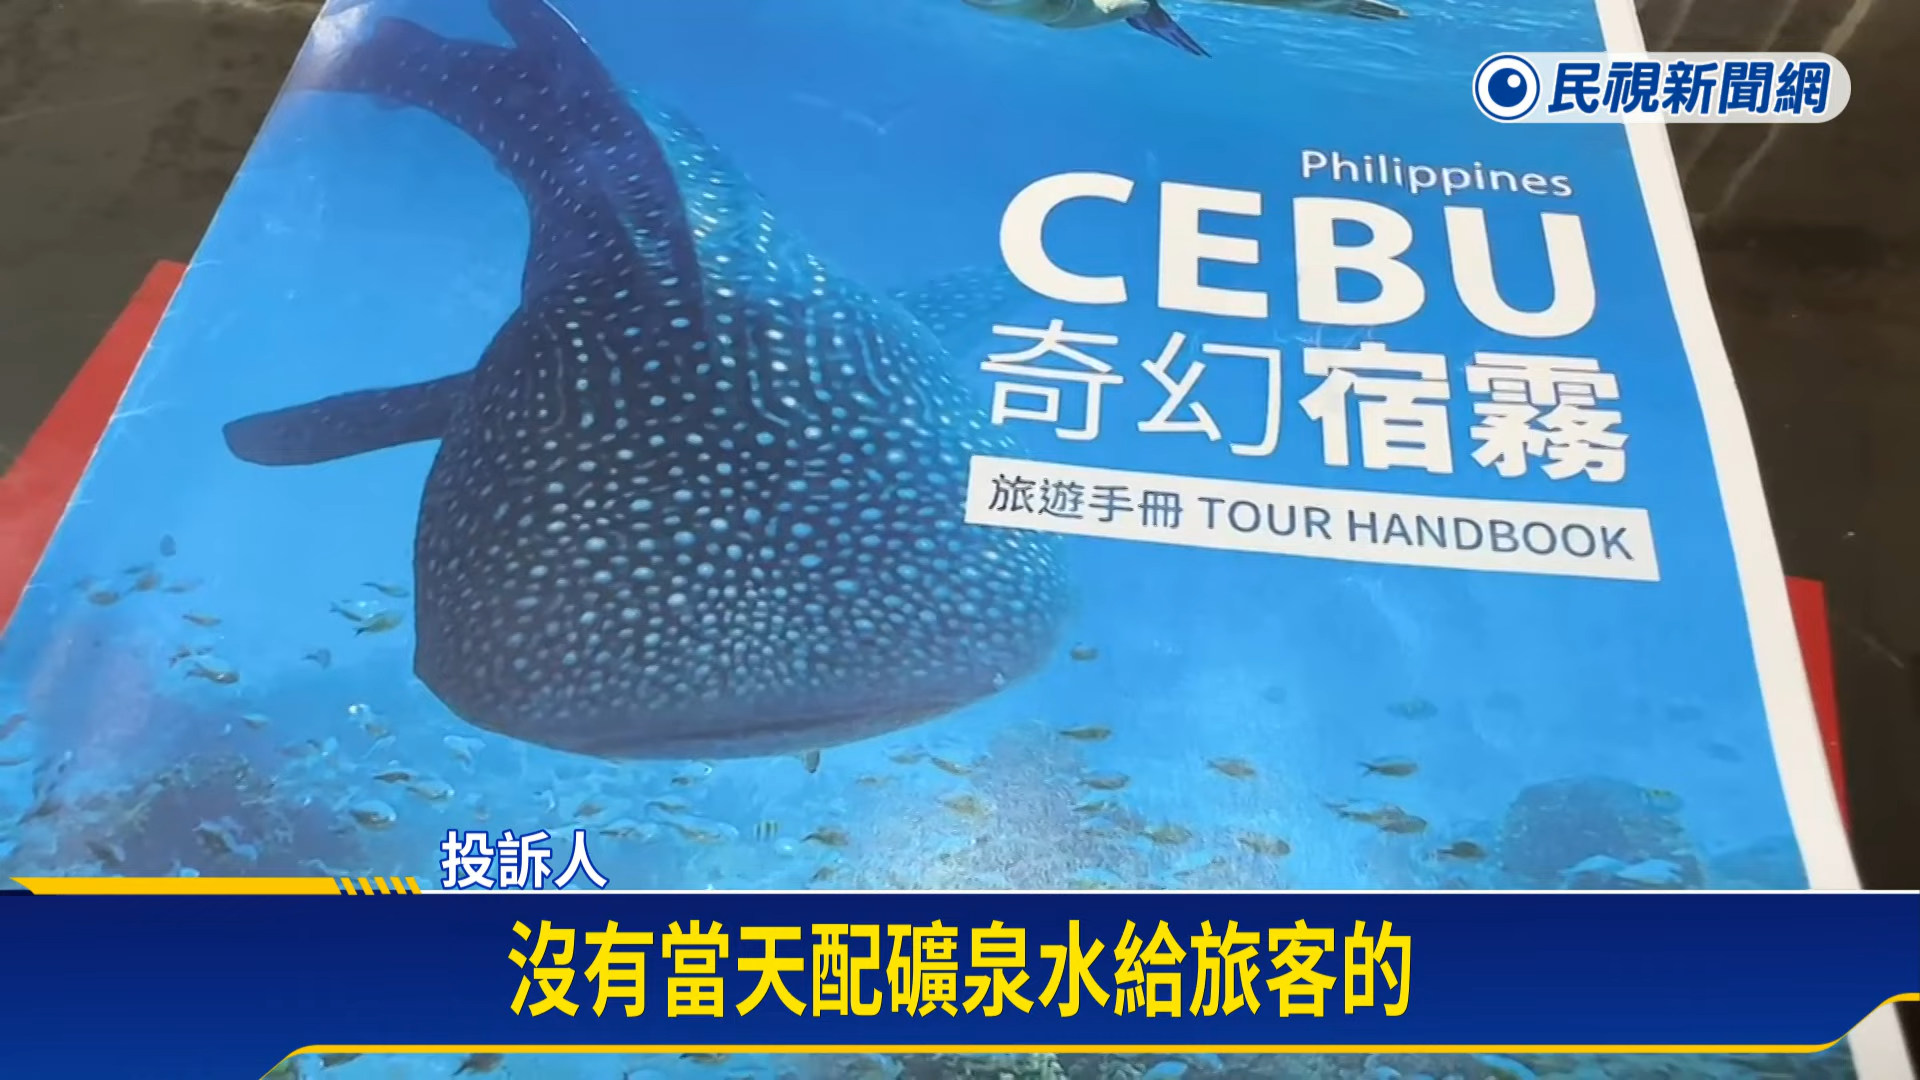 民視新聞網
Philippines
CEBU
奇幻宿霧
旅遊手冊 TOUR HANDBOOK
投訴人
沒有當天配礦泉水給旅客的